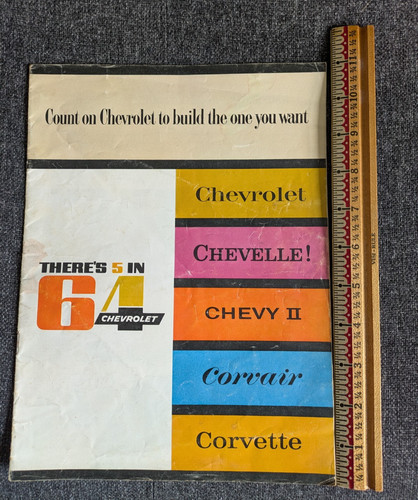 Count on Chevrolet to build the one you want
Chevrolet
CHEVELLE!
THERE'S 5 IN
64
CHEVROLET
CHEVY II
Corvair
Corvette